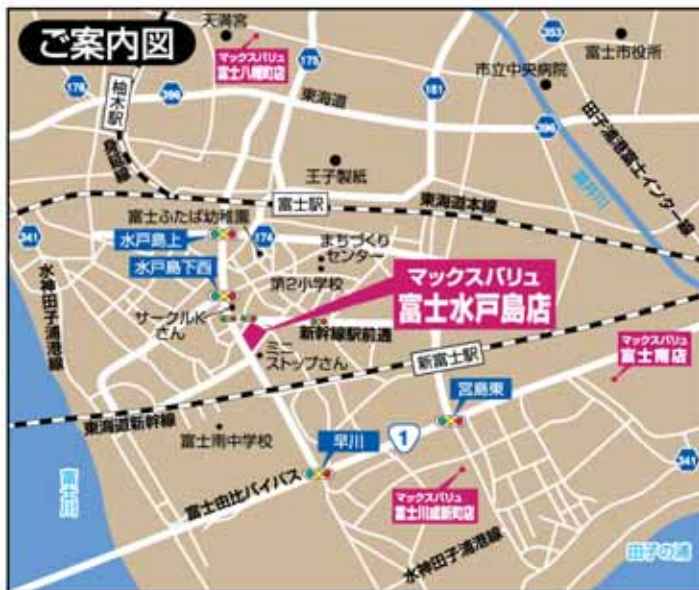 ご案内図
天満宮
マックスバリュ
富士八幡町店
175
353
富士市役所
市立中央病院
176
396
東海道
181
396
柚木駅
身延線
田子浦港富士インター線
王子製紙
富士駅
東海道本線
341
富士ふたば幼稚園
水戸島上
174
まちづくり
センター
水戸島下西
第2小学校
マックスバリュ
富士水戸島店
サークルK
さん
新幹線駅前通
ミニ
ストップさん
水神田子浦港線
新富士駅
マックスバリュ
富士南店
東海道新幹線
宮島東
富士南中学校
早川
1
341
富士川
富士由比バイパス
マックスバリュ
富士川成新町店
水神田子浦港線
田子の浦